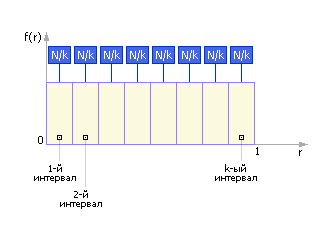 f(r)
N/k N/k N/k N/k N/k N/k N/k N/k
0
1 r
1-й
интервал
2-й
интервал
k-ый
интервал